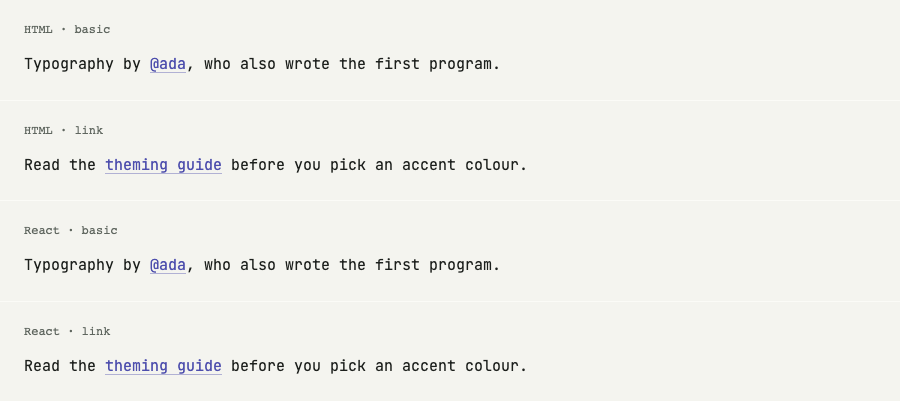 HTML · basic
Typography by @ada, who also wrote the first program.
HTML · link
Read the theming guide before you pick an accent colour.
React · basic
Typography by @ada, who also wrote the first program.
React · link
Read the theming guide before you pick an accent colour.